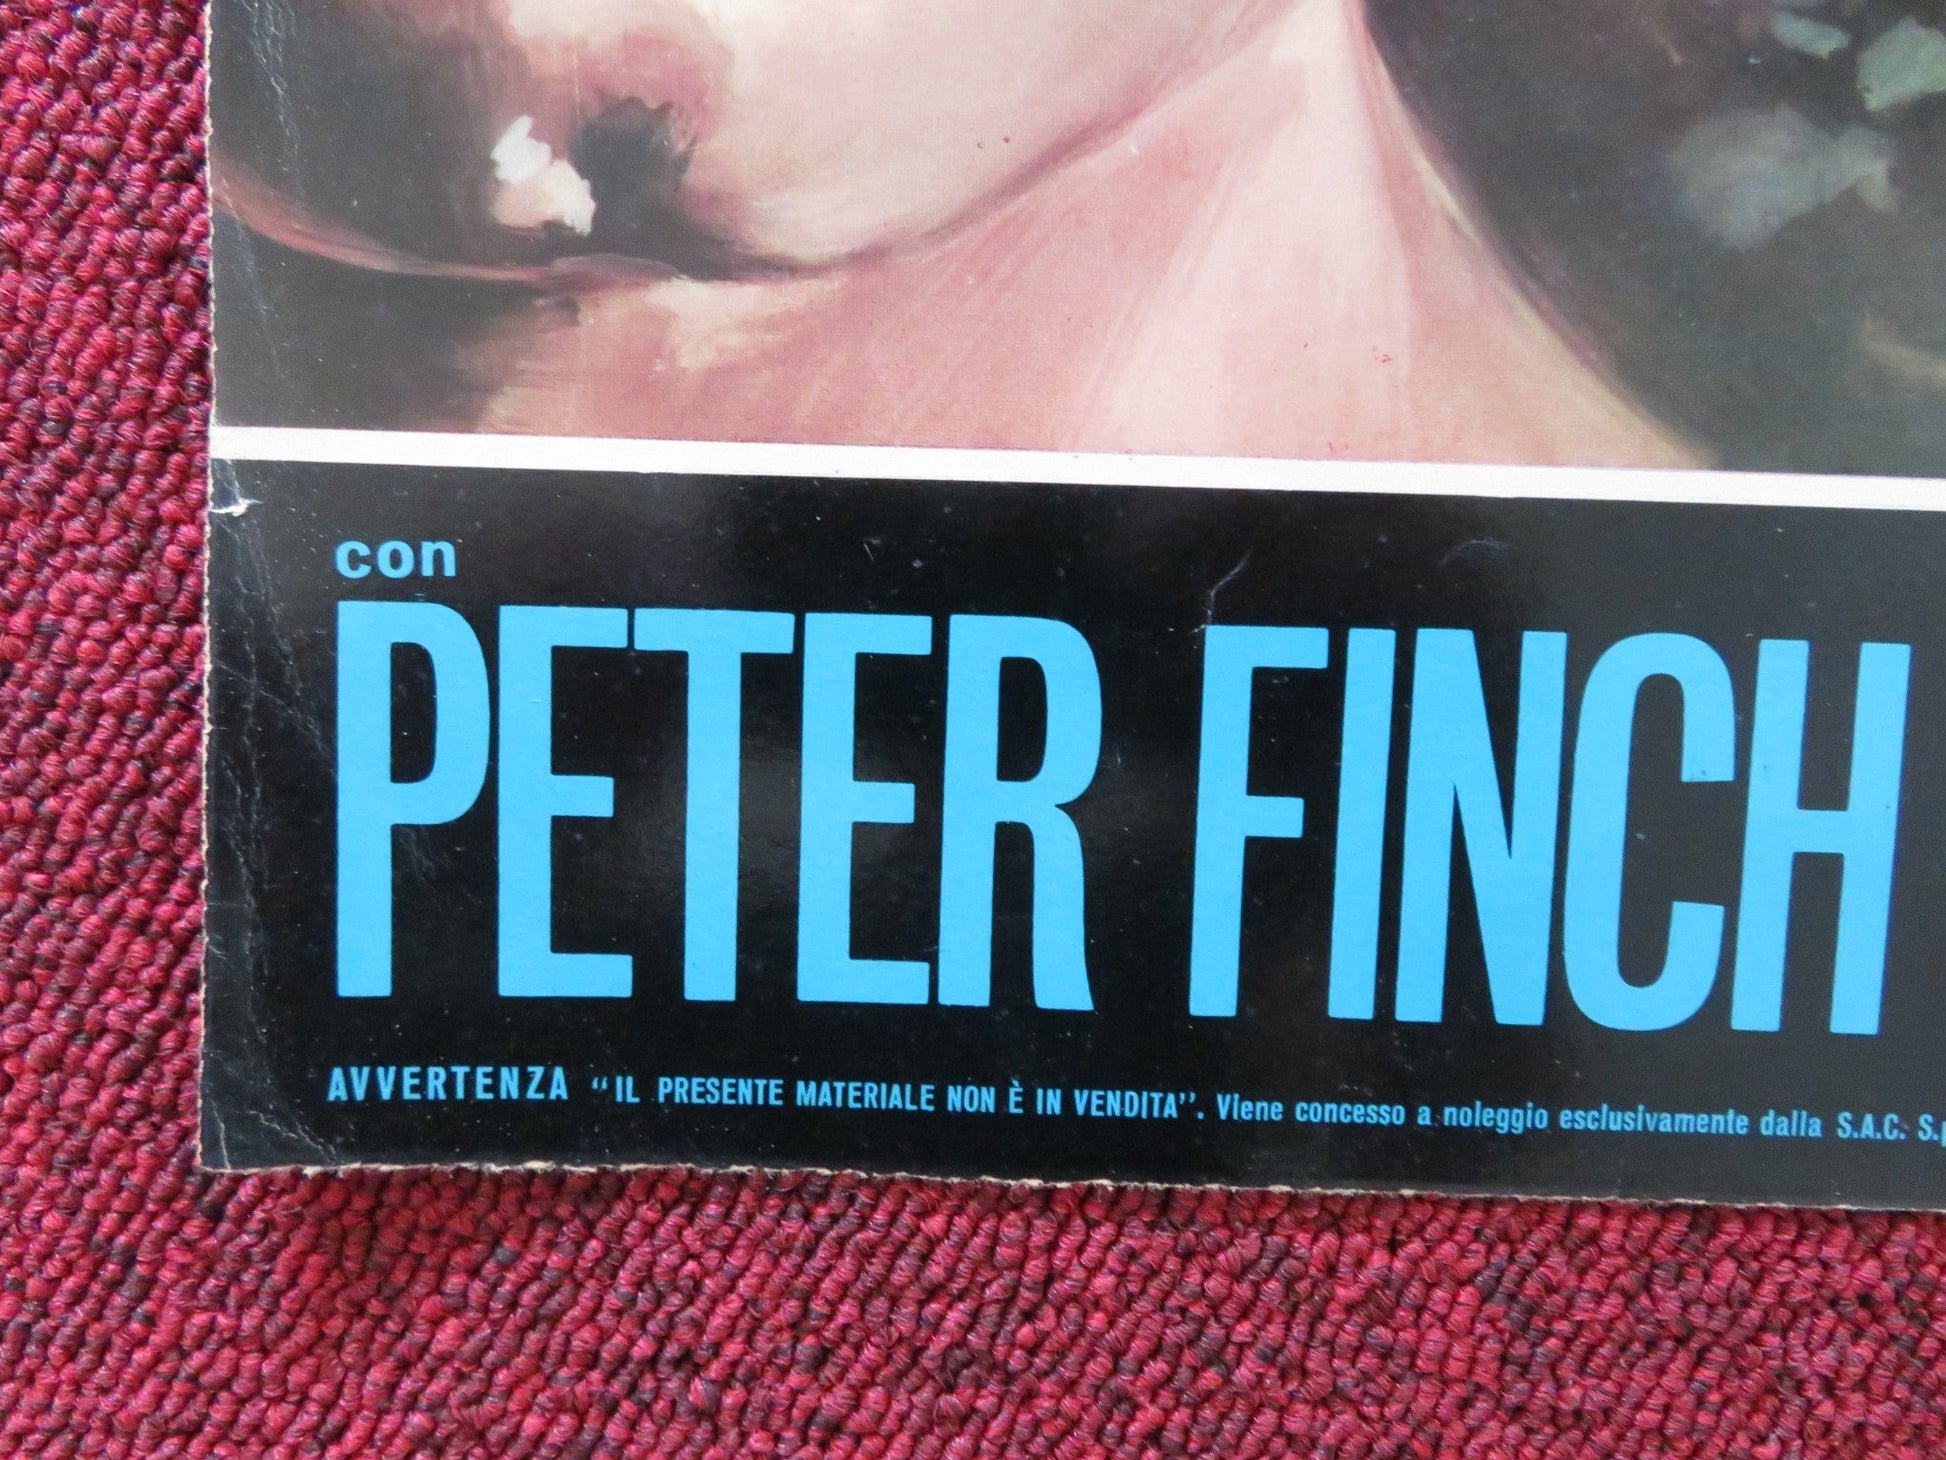 con
PETER FINCH
AVVERTENZA "IL PRESENTE MATERIALE NON È IN VENDITA". Viene concesso a noleggio esclusivamente dalla S.A.C. S.p